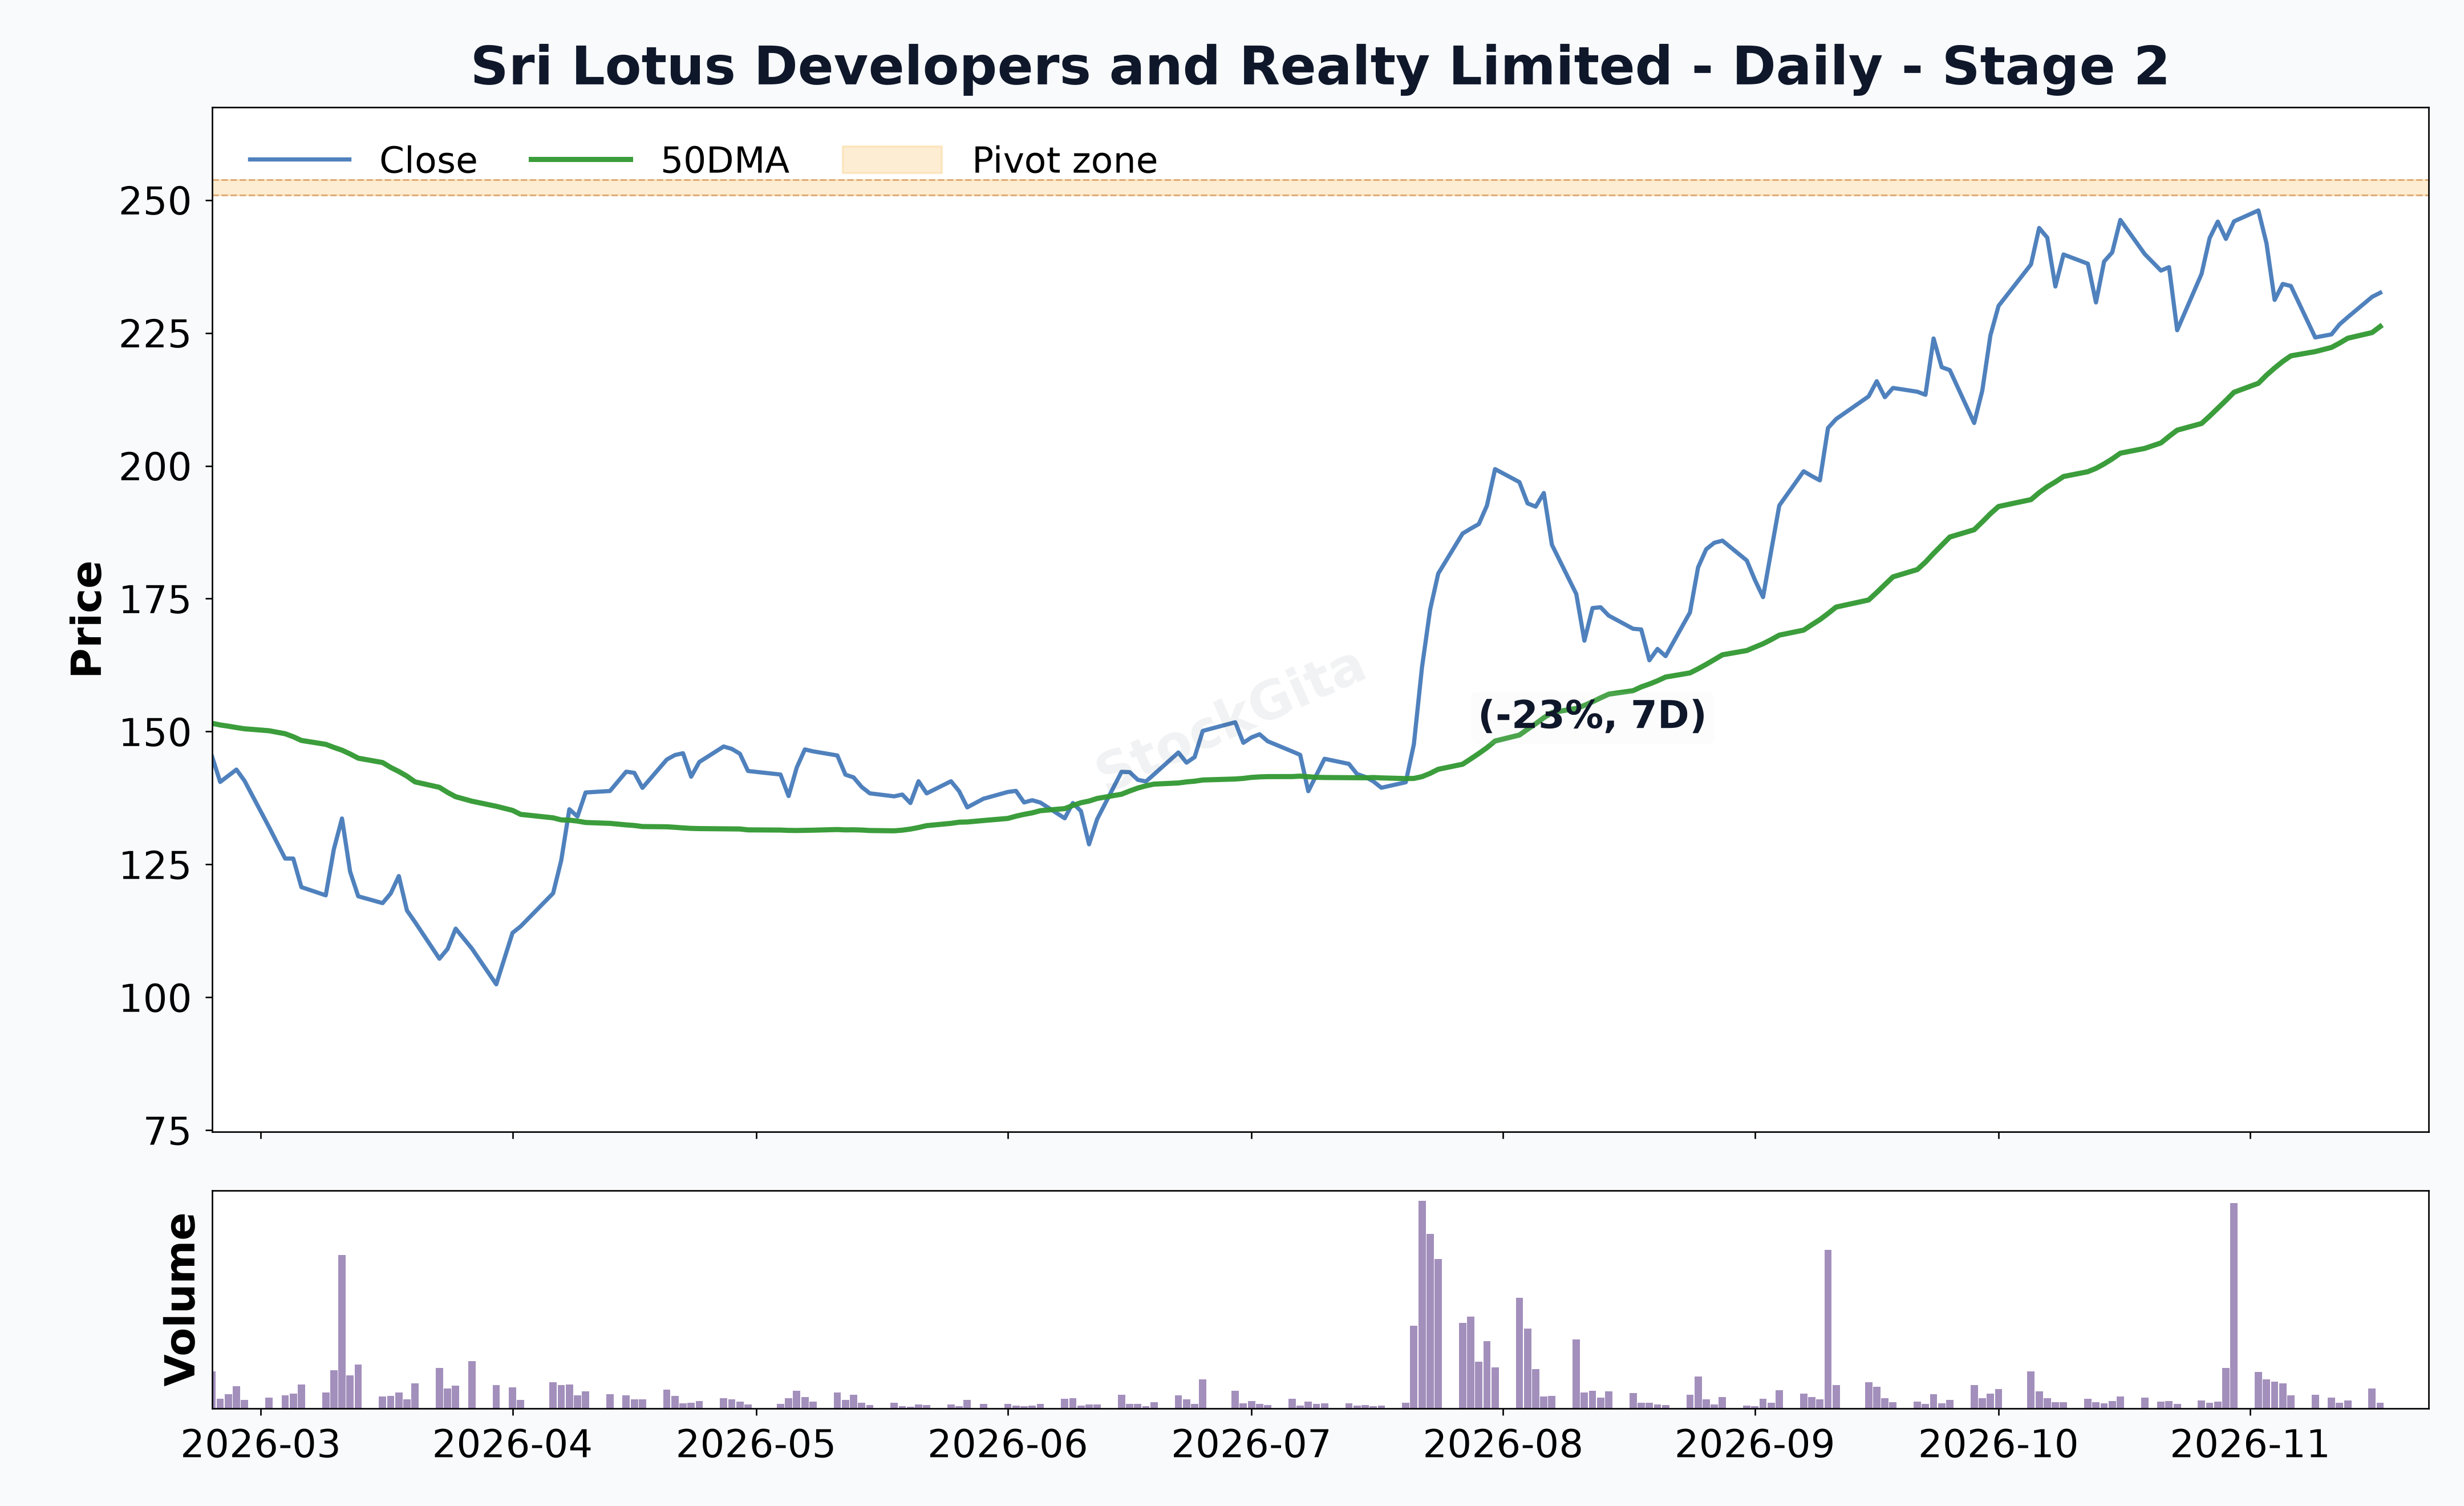 Sri Lotus Developers and Realty Limited - Daily - Stage 2
Close 50DMA Pivot zone
250
225
200
175
150
125
100
75
Price
StockGita
(-23%, 7D)
Volume
2026-03 2026-04 2026-05 2026-06 2026-07 2026-08 2026-09 2026-10 2026-11